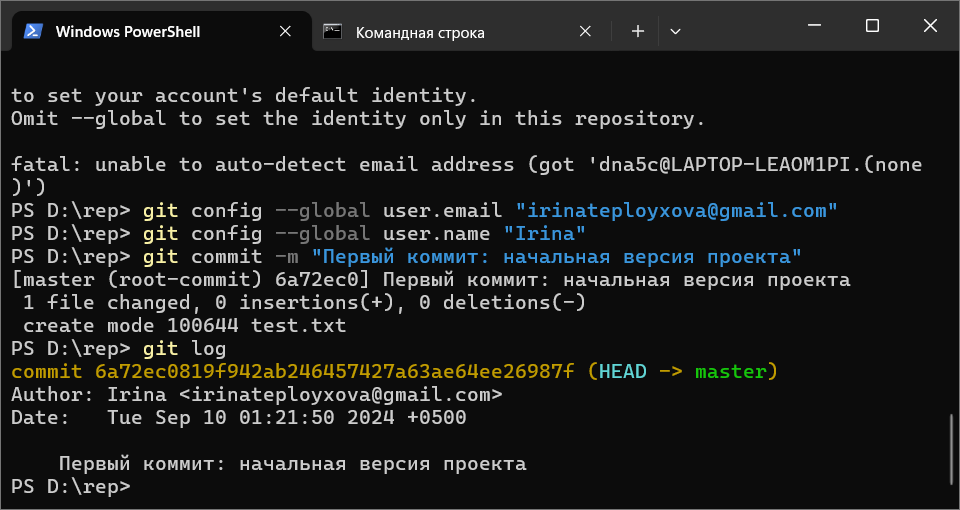 Windows PowerShell
Командная строка
to set your account's default identity.
Omit --global to set the identity only in this repository.
fatal: unable to auto-detect email address (got 'dna5c@LAPTOP-LEAOM1PI.(none
)')
PS D:\rep> git config --global user.email "irinateployxova@gmail.com"
PS D:\rep> git config --global user.name "Irina"
PS D:\rep> git commit -m "Первый коммит: начальная версия проекта"
[master (root-commit) 6a72ec0] Первый коммит: начальная версия проекта
1 file changed, 0 insertions(+), 0 deletions(-)
create mode 100644 test.txt
PS D:\rep> git log
commit 6a72ec0819f942ab246457427a63ae64ee26987f (HEAD -> master)
Author: Irina <irinateployxova@gmail.com>
Date:   Tue Sep 10 01:21:50 2024 +0500
Первый коммит: начальная версия проекта
PS D:\rep>